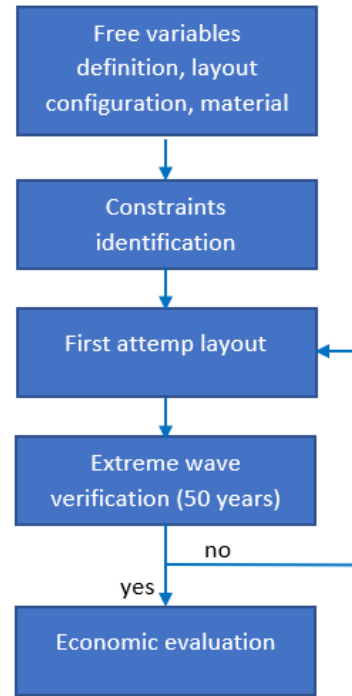 Free variables
definition, layout
configuration, material
Constraints
identification
First attemp layout
Extreme wave
verification (50 years)
no
yes
Economic evaluation